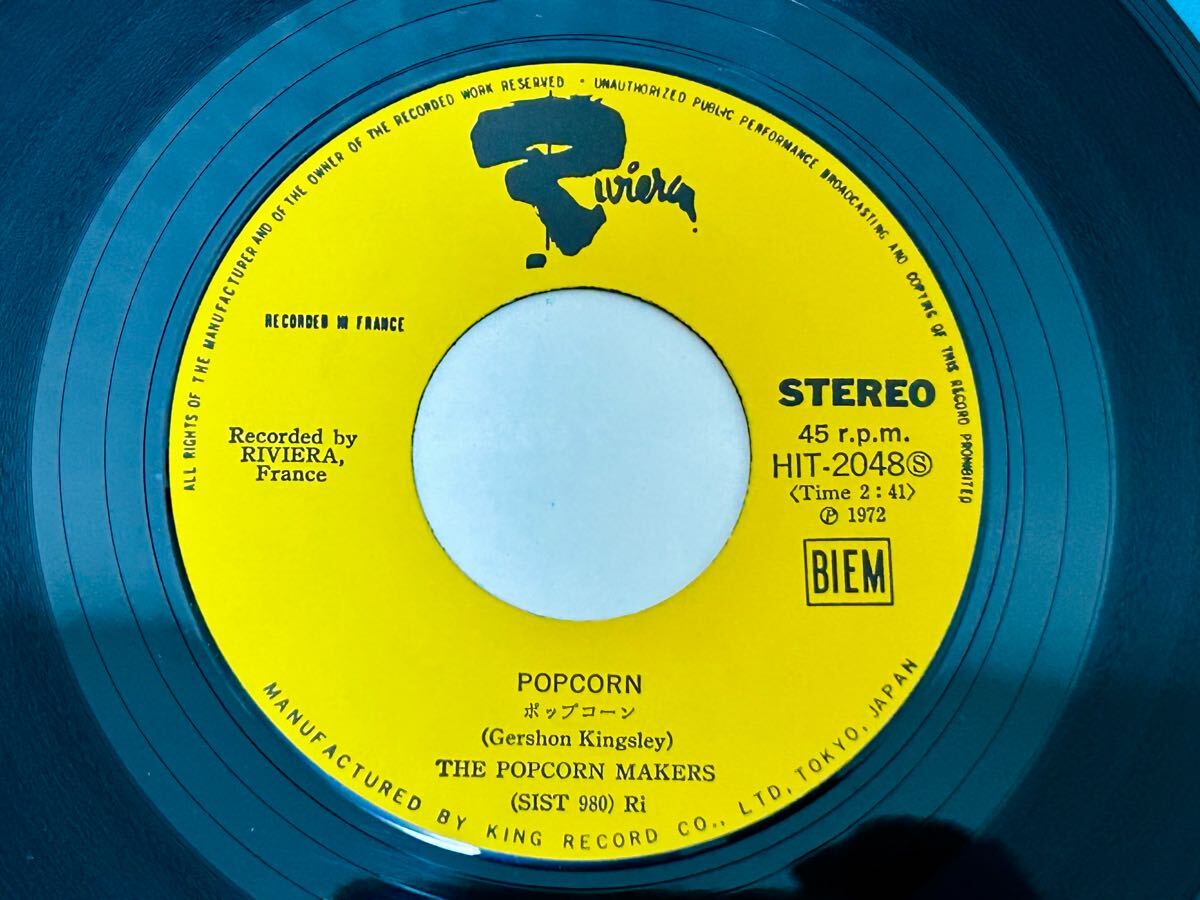 ALL RIGHTS OF THE MANUFACTURER AND OF THE OWNER OF THE RECORDED WORK RESERVED • UNAUTHORIZED PUBLIC PERFORMANCE BROADCASTING AND COPYING OF THIS RECORD PROHIBITED
Riviera
RECORDED IN FRANCE
Recorded by
RIVIERA,
France
STEREO
45 r.p.m.
HIT-2048Ⓢ
〈Time 2:41〉
Ⓟ 1972
BIEM
POPCORN
ポップコーン
(Gershon Kingsley)
THE POPCORN MAKERS
(SIST 980) Ri
MANUFACTURED BY KING RECORD CO., LTD, TOKYO, JAPAN